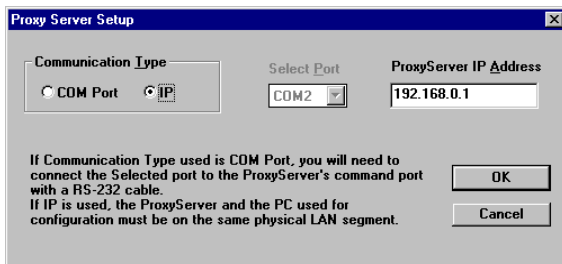 Proxy Server Setup
Communication Type
COM Port
IP
Select Port
COM2
ProxyServer IP Address
192.168.0.1
If Communication Type used is COM Port, you will need to
connect the Selected port to the ProxyServer's command port
with a RS-232 cable.
If IP is used, the ProxyServer and the PC used for
configuration must be on the same physical LAN segment.
OK
Cancel